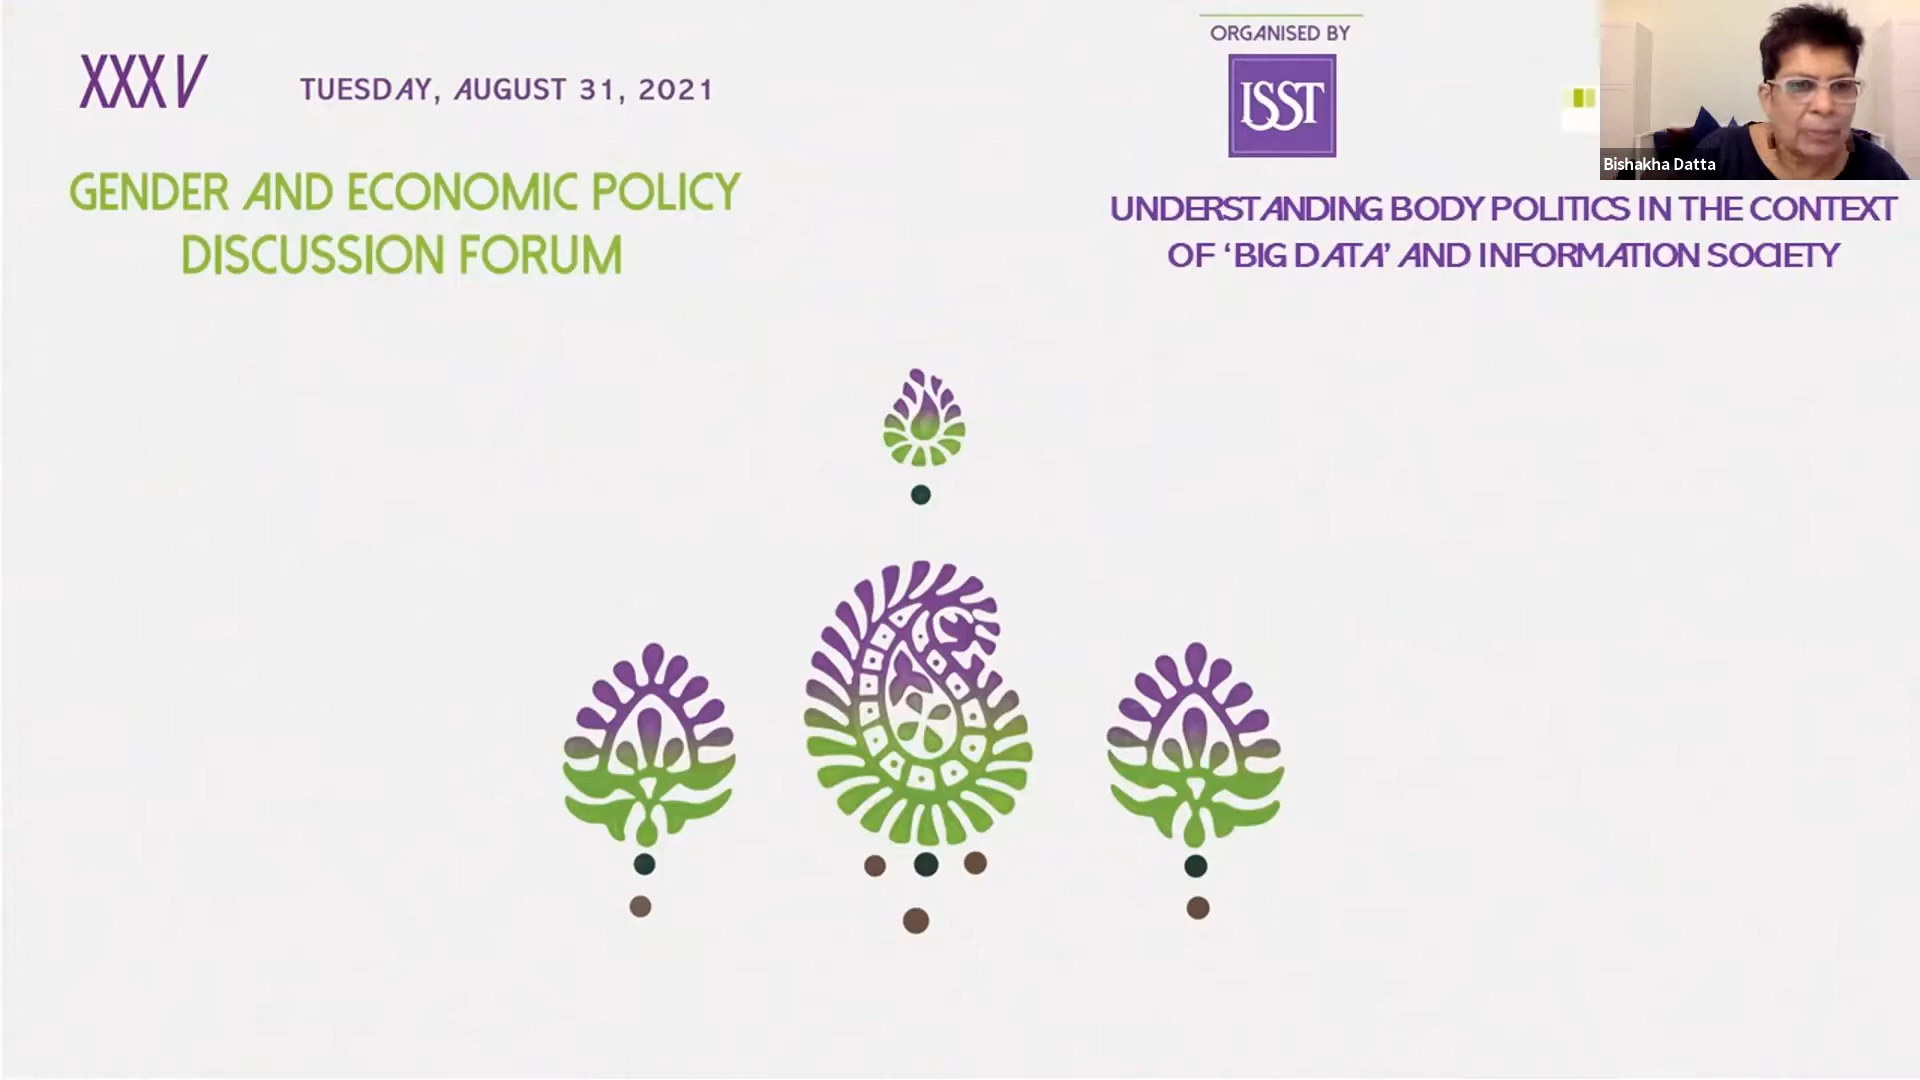 XXXV
TUESDAY, AUGUST 31, 2021
GENDER AND ECONOMIC POLICY
DISCUSSION FORUM
ORGANISED BY
ISST
Bishakha Datta
UNDERSTANDING BODY POLITICS IN THE CONTEXT
OF ‘BIG DATA’ AND INFORMATION SOCIETY